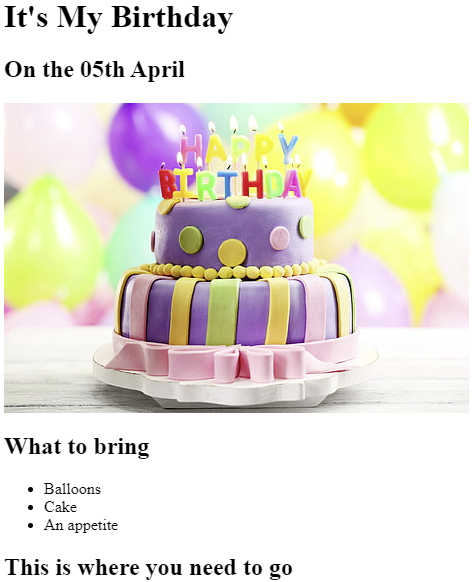 It's My Birthday
On the 05th April
HAPPY
BIRTHDAY
What to bring
Balloons
Cake
An appetite
This is where you need to go